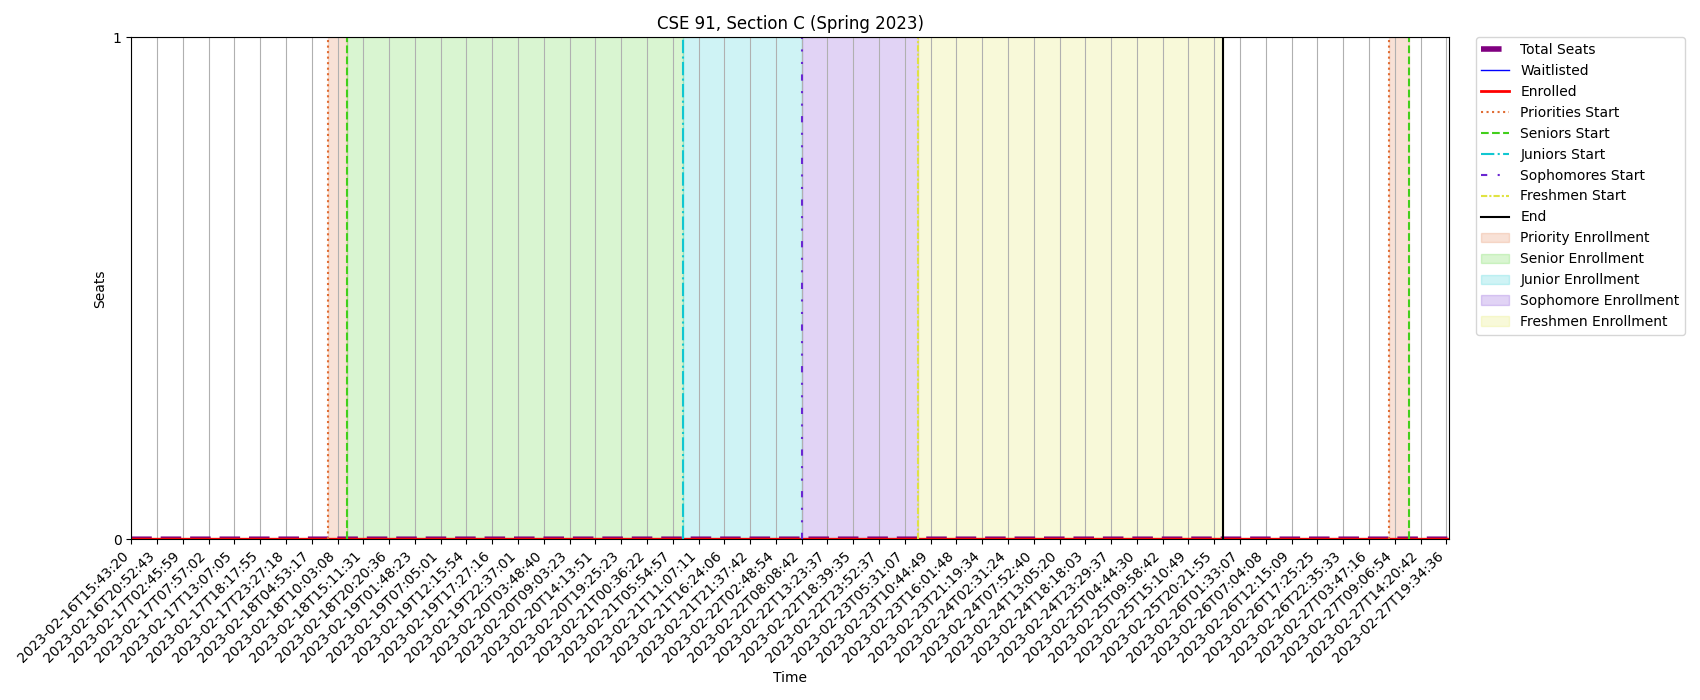 CSE 91, Section C (Spring 2023)
1
0
Seats
2023-02-16T15:43:20
2023-02-16T20:52:43
2023-02-17T02:45:59
2023-02-17T07:57:02
2023-02-17T13:07:05
2023-02-17T18:17:55
2023-02-17T23:27:18
2023-02-18T04:53:17
2023-02-18T10:03:08
2023-02-18T15:11:31
2023-02-18T20:20:36
2023-02-19T01:48:23
2023-02-19T07:05:01
2023-02-19T12:15:54
2023-02-19T17:27:16
2023-02-19T22:37:01
2023-02-20T03:48:40
2023-02-20T09:03:23
2023-02-20T14:13:51
2023-02-20T19:25:23
2023-02-21T00:36:22
2023-02-21T05:54:57
2023-02-21T11:07:11
2023-02-21T16:24:06
2023-02-21T21:37:42
2023-02-22T02:48:54
2023-02-22T08:08:42
2023-02-22T13:23:37
2023-02-22T18:39:35
2023-02-22T23:52:37
2023-02-23T05:31:07
2023-02-23T10:44:49
2023-02-23T16:01:48
2023-02-23T21:19:34
2023-02-24T02:31:24
2023-02-24T07:52:40
2023-02-24T13:05:20
2023-02-24T18:18:03
2023-02-24T23:29:37
2023-02-25T04:44:30
2023-02-25T09:58:42
2023-02-25T15:10:49
2023-02-25T20:21:55
2023-02-26T01:33:07
2023-02-26T07:04:08
2023-02-26T12:15:09
2023-02-26T17:25:25
2023-02-26T22:35:33
2023-02-27T03:47:16
2023-02-27T09:06:54
2023-02-27T14:20:42
2023-02-27T19:34:36
Time
Total Seats
Waitlisted
Enrolled
Priorities Start
Seniors Start
Juniors Start
Sophomores Start
Freshmen Start
End
Priority Enrollment
Senior Enrollment
Junior Enrollment
Sophomore Enrollment
Freshmen Enrollment